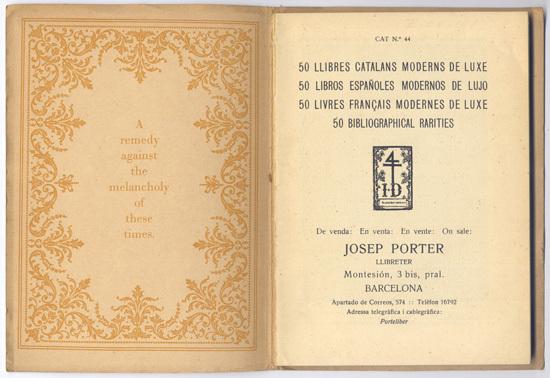 A
remedy
against
the
melancholy
of
these
times.
CAT N.º 44
50 LLIBRES CATALANS MODERNS DE LUXE
50 LIBROS ESPAÑOLES MODERNOS DE LUJO
50 LIVRES FRANÇAIS MODERNES DE LUXE
50 BIBLIOGRAPHICAL RARITIES
De venda: En venta: En vente: On sale:
JOSEP PORTER
LLIBRETER
Montesión, 3 bis, pral.
BARCELONA
Apartado de Correos, 574 :: Telèfon 16792
Adressa telegràfica i cablegràfica:
Porteliber